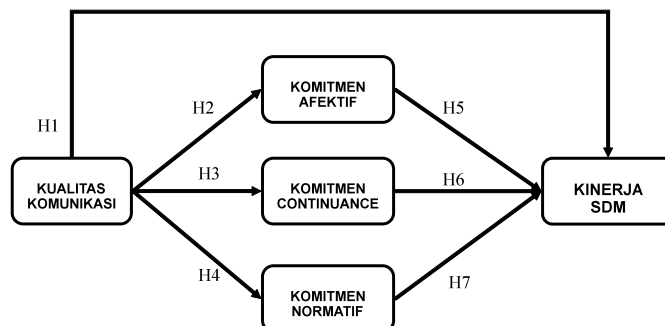 KOMITMEN
AFEKTIF
H2
H5
H1
KUALITAS
KOMUNIKASI
H3
KOMITMEN
CONTINUANCE
H6
KINERJA
SDM
H4
H7
KOMITMEN
NORMATIF